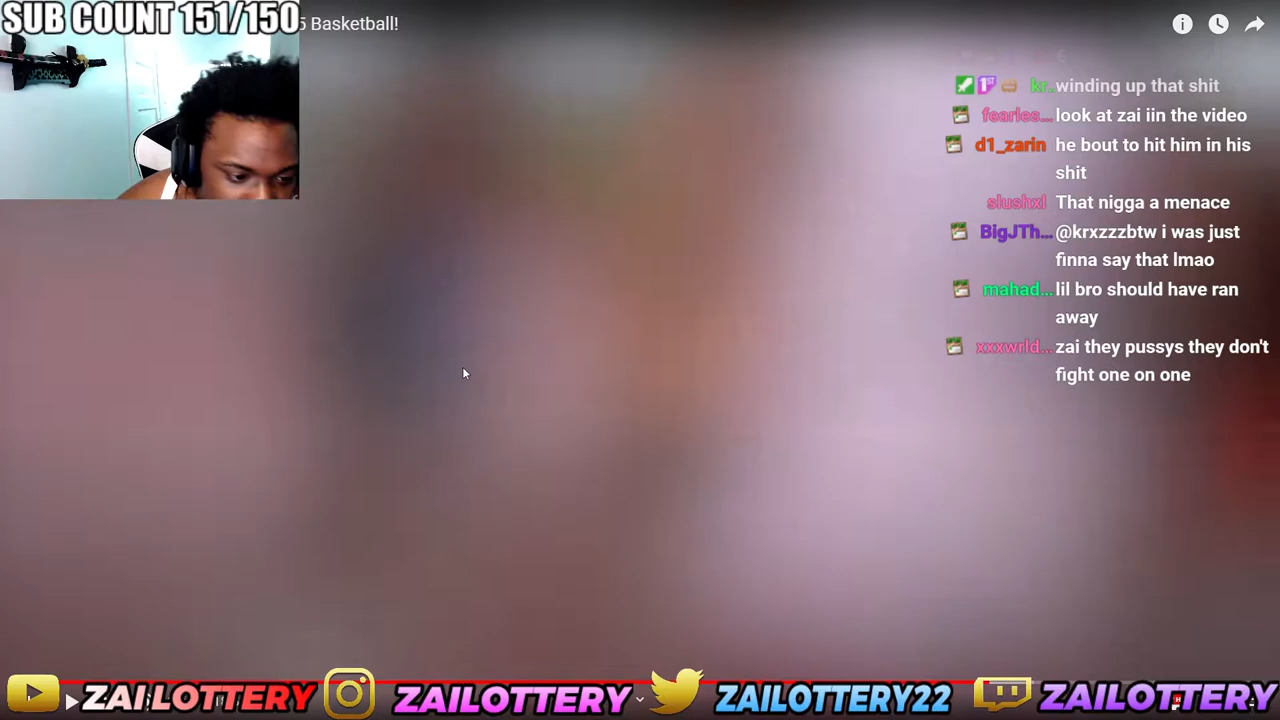 SUB COUNT 151/150
5 Basketball!
kr.. winding up that shit
fearles... look at zai iin the video
d1_zarin he bout to hit him in his
shit
slushxl That nigga a menace
BigJTh... @krxzzzbtw i was just
finna say that lmao
mahad... lil bro should have ran
away
xxxwrld... zai they pussys they don't
fight one on one
ZAILOTTERY ZAILOTTERY ZAILOTTERY22 ZAILOTTERY